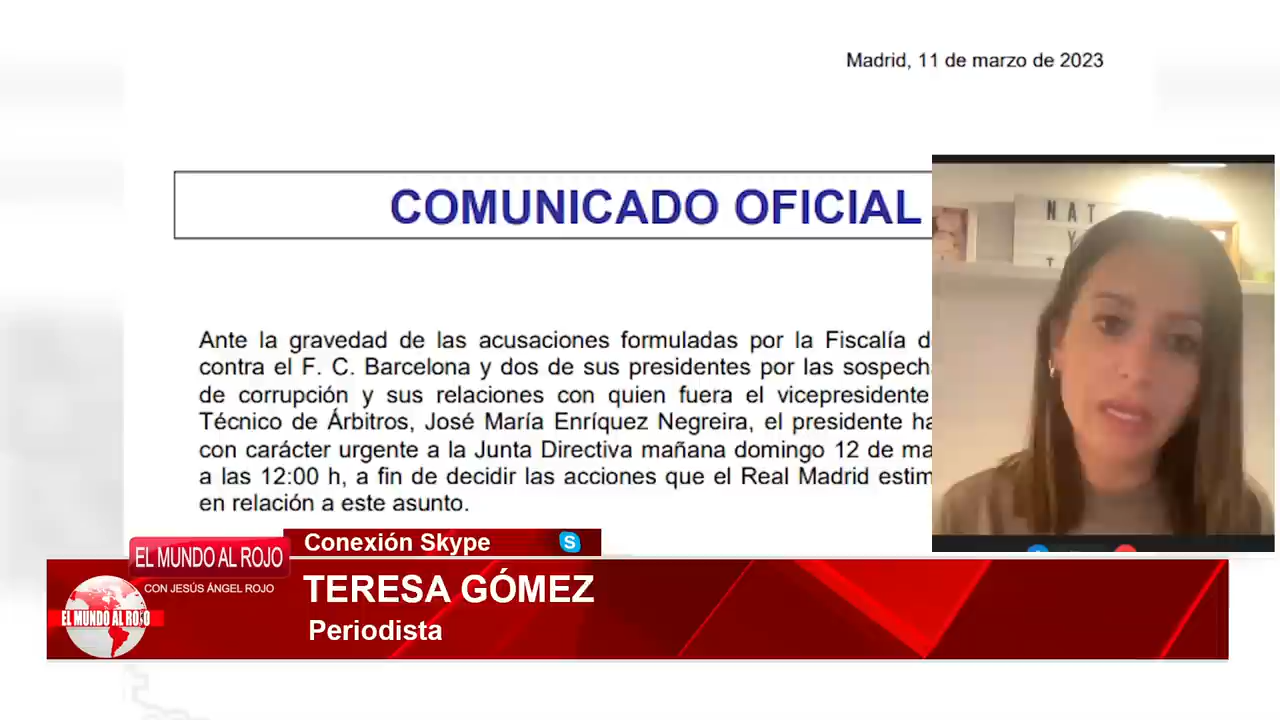 Madrid, 11 de marzo de 2023
COMUNICADO OFICIAL
Ante la gravedad de las acusaciones formuladas por la Fiscalía
contra el F. C. Barcelona y dos de sus presidentes por las
de corrupción y sus relaciones con quien fuera el vicepresidente
Técnico de Árbitros, José María Enríquez Negreira, el presidente
con carácter urgente a la Junta Directiva mañana domingo 12 de
a las 12:00 h, a fin de decidir las acciones que el Real Madrid
en relación a este asunto.
NAT
Y
T
Conexión Skype
EL MUNDO AL ROJO
CON JESÚS ÁNGEL ROJO
TERESA GÓMEZ
EL MUNDO AL ROJO
Periodista